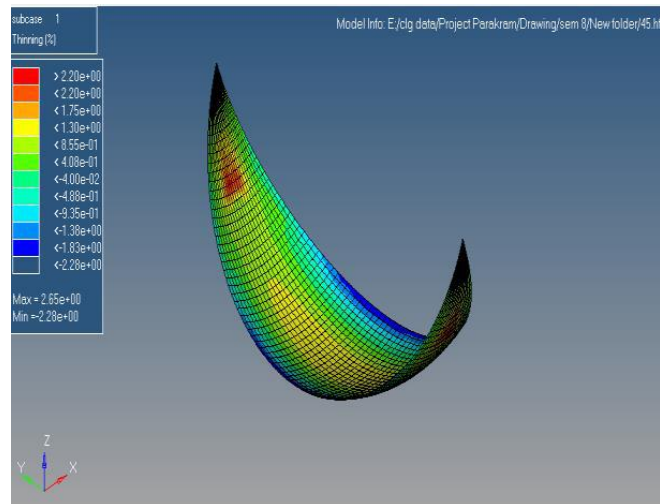 subcase 1
Thinning (%)
Model Info: E:/clg data/Project Parakram/Drawing/sem 8/New folder/45.h
> 2.20e+00
< 2.20e+00
< 1.75e+00
< 1.30e+00
< 8.55e-01
< 4.08e-01
<-4.00e-02
<-4.88e-01
<-9.35e-01
<-1.38e+00
<-1.83e+00
<-2.28e+00
Max = 2.65e+00
Min =-2.28e+00
Z
Y
X